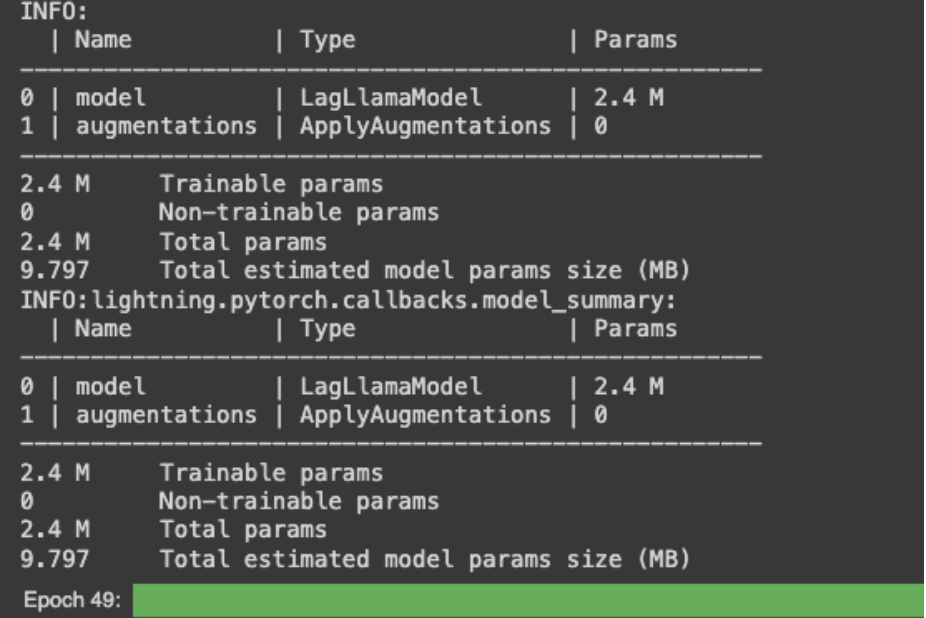 INFO:
| Name | Type | Params
0 | model | LagLlamaModel | 2.4 M
1 | augmentations | ApplyAugmentations | 0
2.4 M Trainable params
0 Non-trainable params
2.4 M Total params
9.797 Total estimated model params size (MB)
INFO:lightning.pytorch.callbacks.model_summary:
| Name | Type | Params
0 | model | LagLlamaModel | 2.4 M
1 | augmentations | ApplyAugmentations | 0
2.4 M Trainable params
0 Non-trainable params
2.4 M Total params
9.797 Total estimated model params size (MB)
Epoch 49: